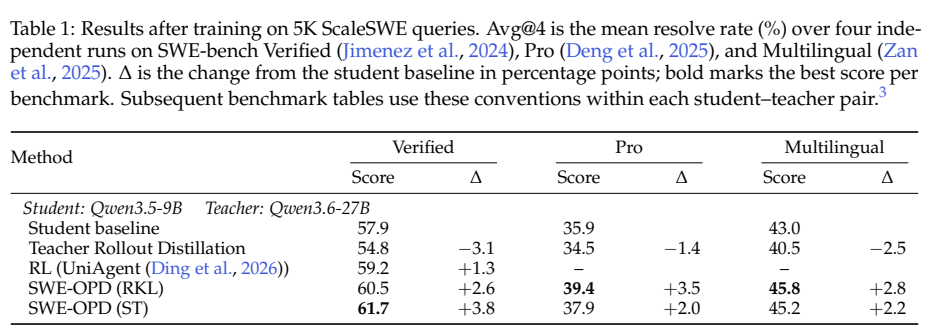 Table 1: Results after training on 5K ScaleSWE queries. Avg@4 is the mean resolve rate (%) over four inde-
pendent runs on SWE-bench Verified (Jimenez et al., 2024), Pro (Deng et al., 2025), and Multilingual (Zan
et al., 2025). Δ is the change from the student baseline in percentage points; bold marks the best score per
benchmark. Subsequent benchmark tables use these conventions within each student–teacher pair.3
Method Verified Pro Multilingual
Score Δ Score Δ Score Δ
Student: Qwen3.5-9B Teacher: Qwen3.6-27B
Student baseline 57.9 35.9 43.0
Teacher Rollout Distillation 54.8 −3.1 34.5 −1.4 40.5 −2.5
RL (UniAgent (Ding et al., 2026)) 59.2 +1.3 – –
SWE-OPD (RKL) 60.5 +2.6 39.4 +3.5 45.8 +2.8
SWE-OPD (ST) 61.7 +3.8 37.9 +2.0 45.2 +2.2